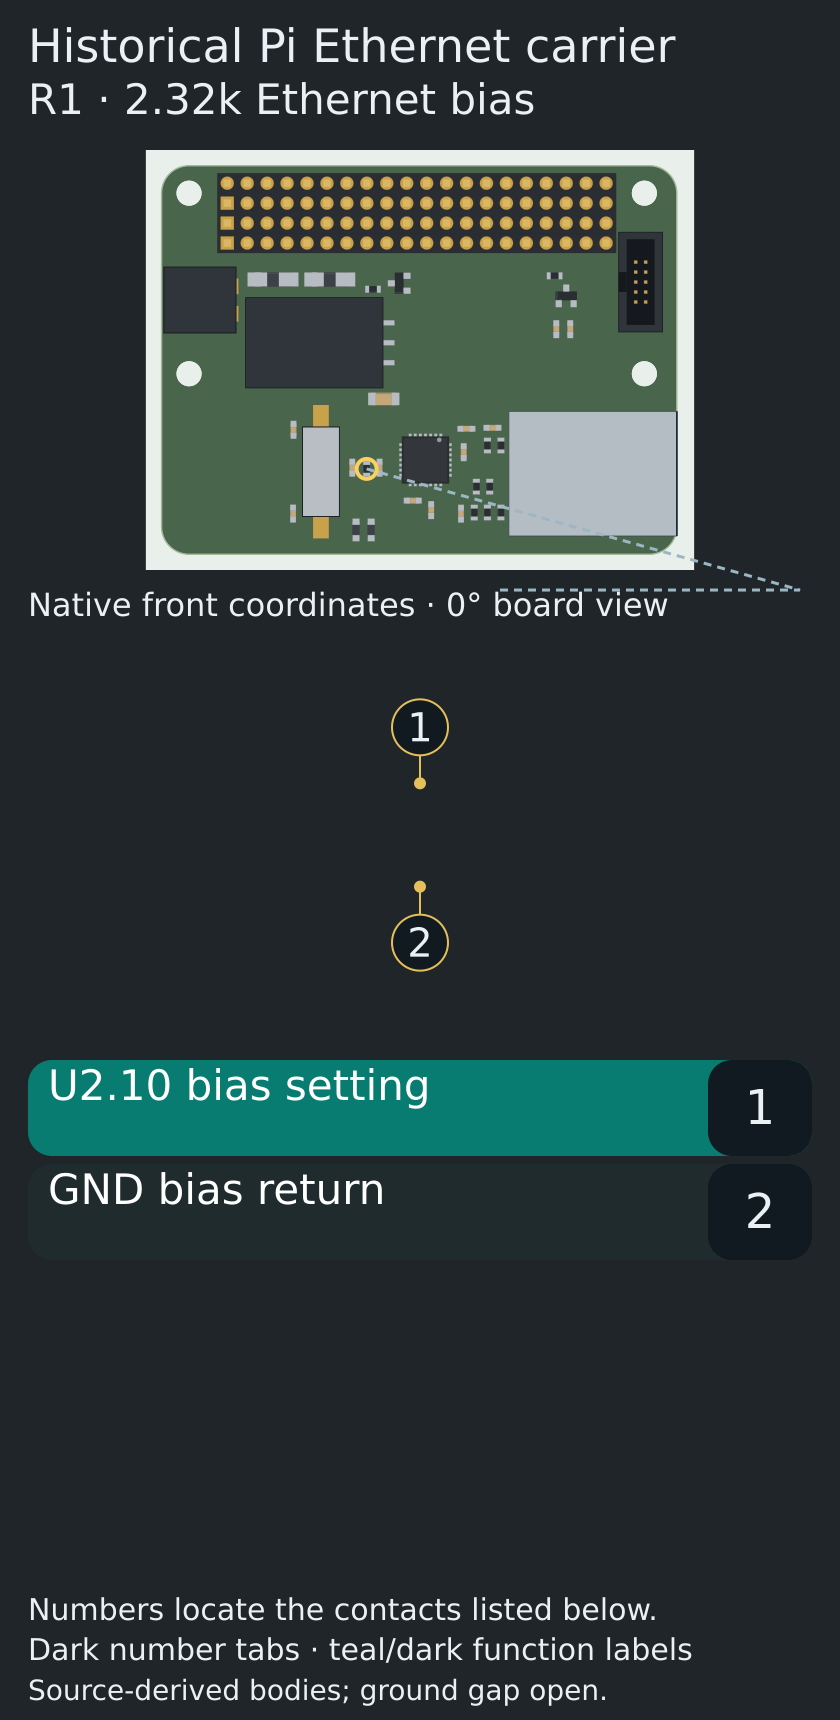 Historical Pi Ethernet carrier
R1 · 2.32k Ethernet bias
Native front coordinates · 0° board view
1
2
U2.10 bias setting 1
GND bias return 2
Numbers locate the contacts listed below.
Dark number tabs · teal/dark function labels
Source-derived bodies; ground gap open.